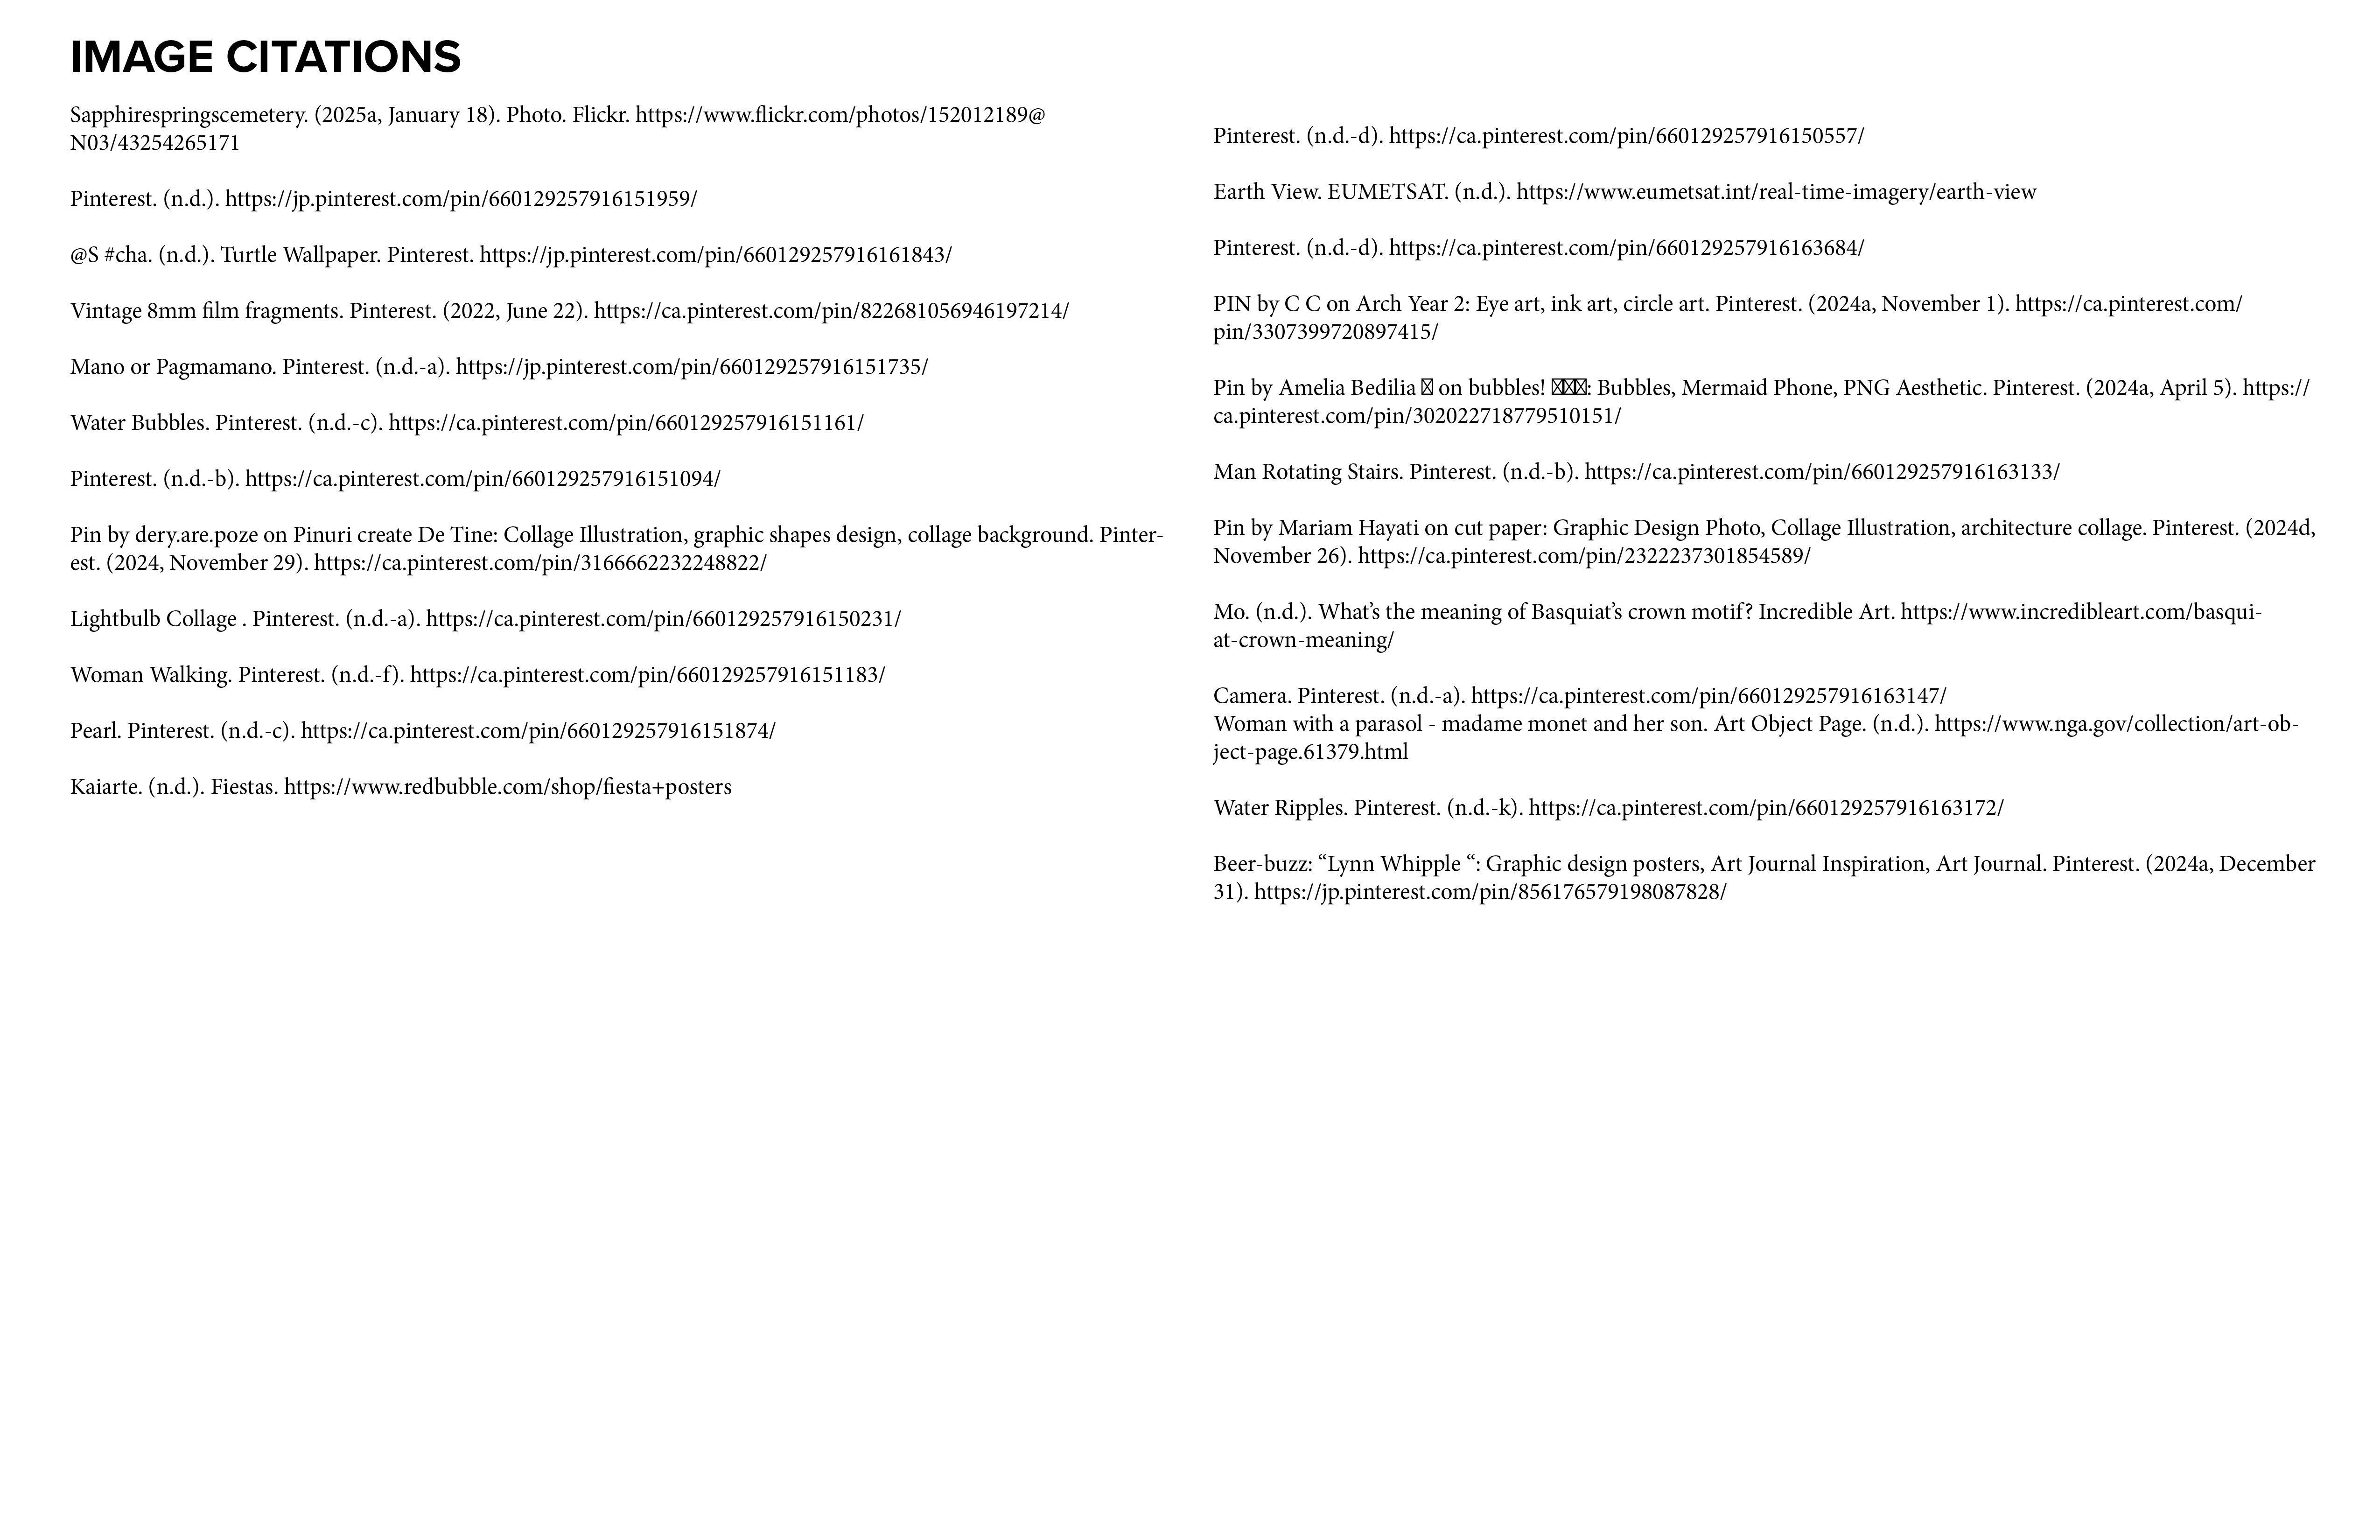 IMAGE CITATIONS
Sapphirespringscemetery. (2025a, January 18). Photo. Flickr. https://www.flickr.com/photos/152012189@
N03/43254265171
Pinterest. (n.d.). https://jp.pinterest.com/pin/660129257916151959/
@S #cha. (n.d.). Turtle Wallpaper. Pinterest. https://jp.pinterest.com/pin/660129257916161843/
Vintage 8mm film fragments. Pinterest. (2022, June 22). https://ca.pinterest.com/pin/822681056946197214/
Mano or Pagmamano. Pinterest. (n.d.-a). https://jp.pinterest.com/pin/660129257916151735/
Water Bubbles. Pinterest. (n.d.-c). https://ca.pinterest.com/pin/660129257916151161/
Pinterest. (n.d.-b). https://ca.pinterest.com/pin/660129257916151094/
Pin by dery.are.poze on Pinuri create De Tine: Collage Illustration, graphic shapes design, collage background. Pinter-
est. (2024, November 29). https://ca.pinterest.com/pin/3166662232248822/
Lightbulb Collage . Pinterest. (n.d.-a). https://ca.pinterest.com/pin/660129257916150231/
Woman Walking. Pinterest. (n.d.-f). https://ca.pinterest.com/pin/660129257916151183/
Pearl. Pinterest. (n.d.-c). https://ca.pinterest.com/pin/660129257916151874/
Kaiarte. (n.d.). Fiestas. https://www.redbubble.com/shop/fiesta+posters
Pinterest. (n.d.-d). https://ca.pinterest.com/pin/660129257916150557/
Earth View. EUMETSAT. (n.d.). https://www.eumetsat.int/real-time-imagery/earth-view
Pinterest. (n.d.-d). https://ca.pinterest.com/pin/660129257916163684/
PIN by C C on Arch Year 2: Eye art, ink art, circle art. Pinterest. (2024a, November 1). https://ca.pinterest.com/
pin/3307399720897415/
Pin by Amelia Bedilia on bubbles! : Bubbles, Mermaid Phone, PNG Aesthetic. Pinterest. (2024a, April 5). https://
ca.pinterest.com/pin/302022718779510151/
Man Rotating Stairs. Pinterest. (n.d.-b). https://ca.pinterest.com/pin/660129257916163133/
Pin by Mariam Hayati on cut paper: Graphic Design Photo, Collage Illustration, architecture collage. Pinterest. (2024d,
November 26). https://ca.pinterest.com/pin/2322237301854589/
Mo. (n.d.). What’s the meaning of Basquiat’s crown motif? Incredible Art. https://www.incredibleart.com/basqui-
at-crown-meaning/
Camera. Pinterest. (n.d.-a). https://ca.pinterest.com/pin/660129257916163147/
Woman with a parasol - madame monet and her son. Art Object Page. (n.d.). https://www.nga.gov/collection/art-ob-
ject-page.61379.html
Water Ripples. Pinterest. (n.d.-k). https://ca.pinterest.com/pin/660129257916163172/
Beer-buzz: “Lynn Whipple “: Graphic design posters, Art Journal Inspiration, Art Journal. Pinterest. (2024a, December
31). https://jp.pinterest.com/pin/856176579198087828/